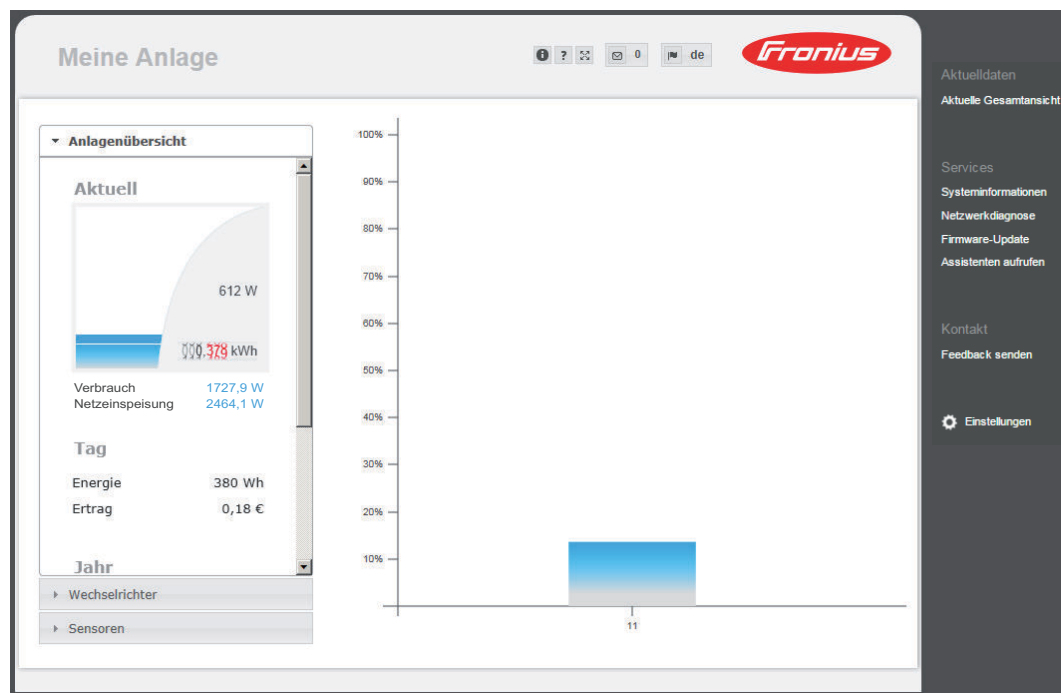 Meine Anlage
i ? 0 de
Fronius
Anlagenübersicht
Aktuell
612 W
000.379 kWh
Verbrauch 1727,9 W
Netzeinspeisung 2464,1 W
Tag
Energie 380 Wh
Ertrag 0,18 €
Jahr
Wechselrichter
Sensoren
100%
90%
80%
70%
60%
50%
40%
30%
20%
10%
11
Aktuelldaten
Aktuelle Gesamtansicht
Services
Systeminformationen
Netzwerkdiagnose
Firmware-Update
Assistenten aufrufen
Kontakt
Feedback senden
Einstellungen